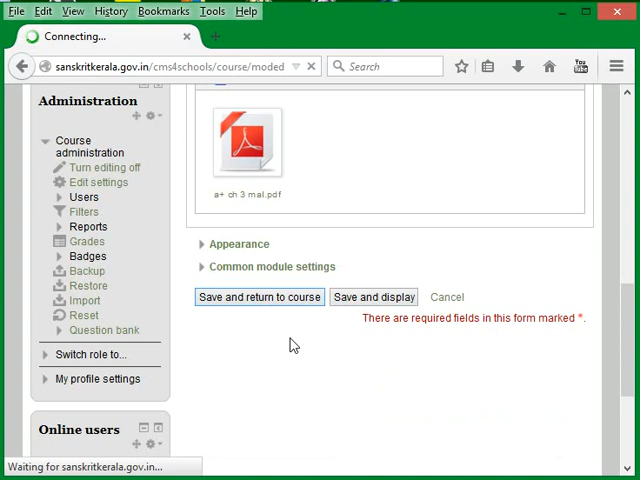 File Edit View History Bookmarks Tools Help
Connecting...
sanskritkerala.gov.in/cms4schools/course/moded
Search
You
Tube
Administration
Course
administration
Turn editing off
Edit settings
Users
Filters
Reports
Grades
Badges
Backup
Restore
Import
Reset
Question bank
Switch role to...
My profile settings
Online users
a+ ch 3 mal.pdf
Appearance
Common module settings
Save and return to course Save and display Cancel
There are required fields in this form marked *.
Waiting for sanskritkerala.gov.in...